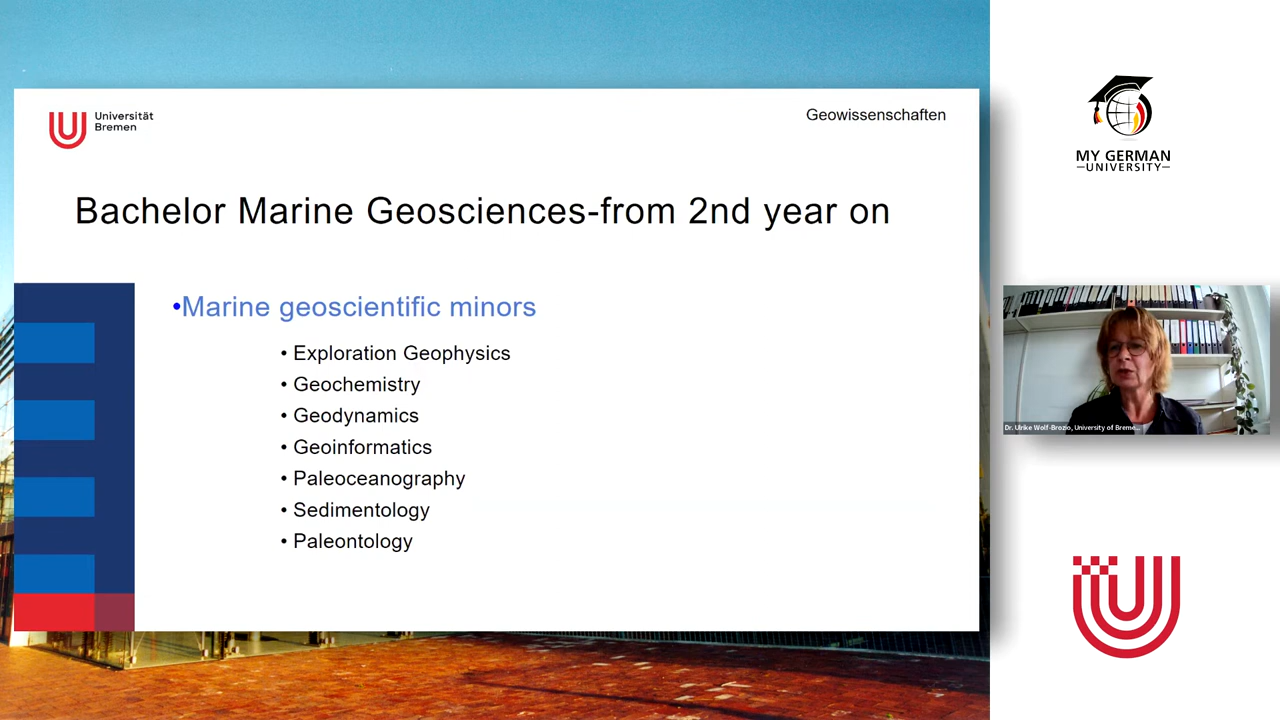 Universität
Bremen
Geowissenschaften
Bachelor Marine Geosciences-from 2nd year on
•Marine geoscientific minors
• Exploration Geophysics
• Geochemistry
• Geodynamics
• Geoinformatics
• Paleoceanography
• Sedimentology
• Paleontology
MY GERMAN
—UNIVERSITY—
Dr. Ulrike Wolf-Brozio, University of Breme...